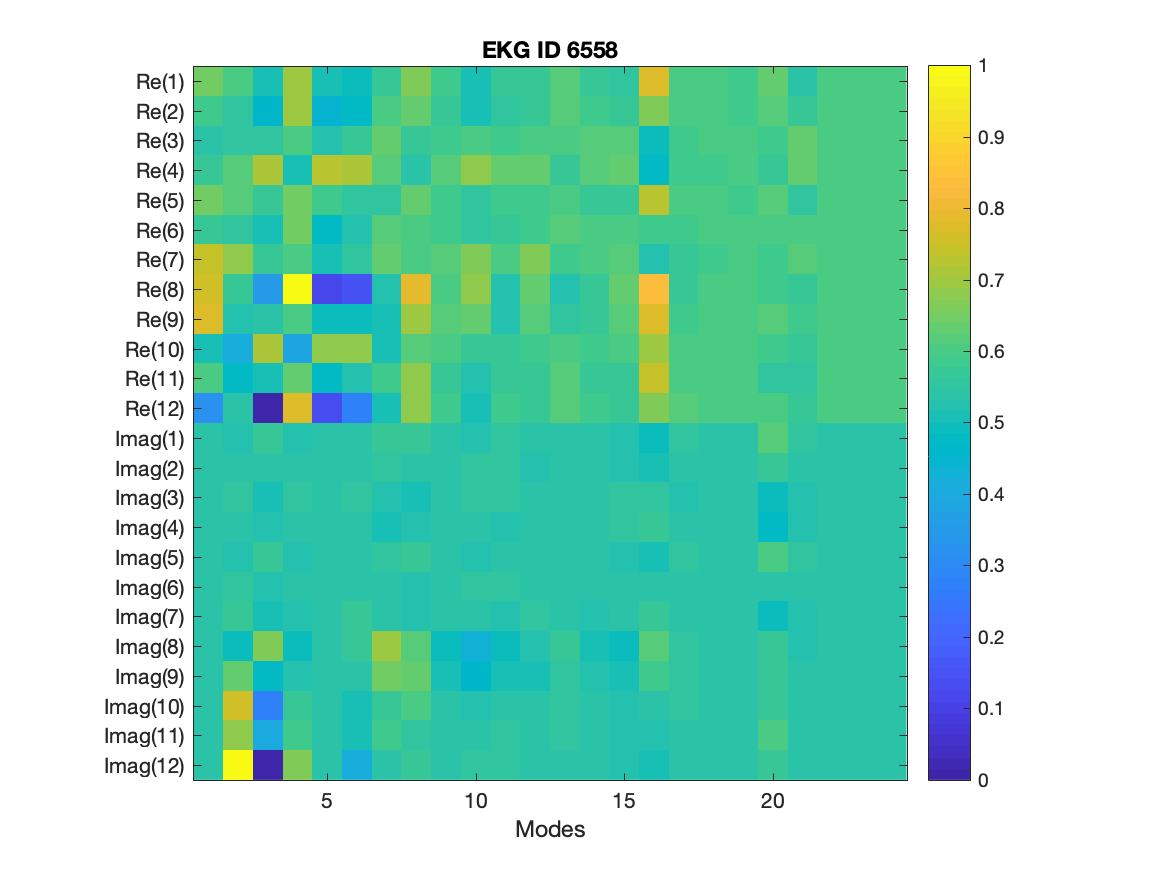 EKG ID 6558
Re(1)
Re(2)
Re(3)
Re(4)
Re(5)
Re(6)
Re(7)
Re(8)
Re(9)
Re(10)
Re(11)
Re(12)
Imag(1)
Imag(2)
Imag(3)
Imag(4)
Imag(5)
Imag(6)
Imag(7)
Imag(8)
Imag(9)
Imag(10)
Imag(11)
Imag(12)
5 10 15 20
Modes
1
0.9
0.8
0.7
0.6
0.5
0.4
0.3
0.2
0.1
0